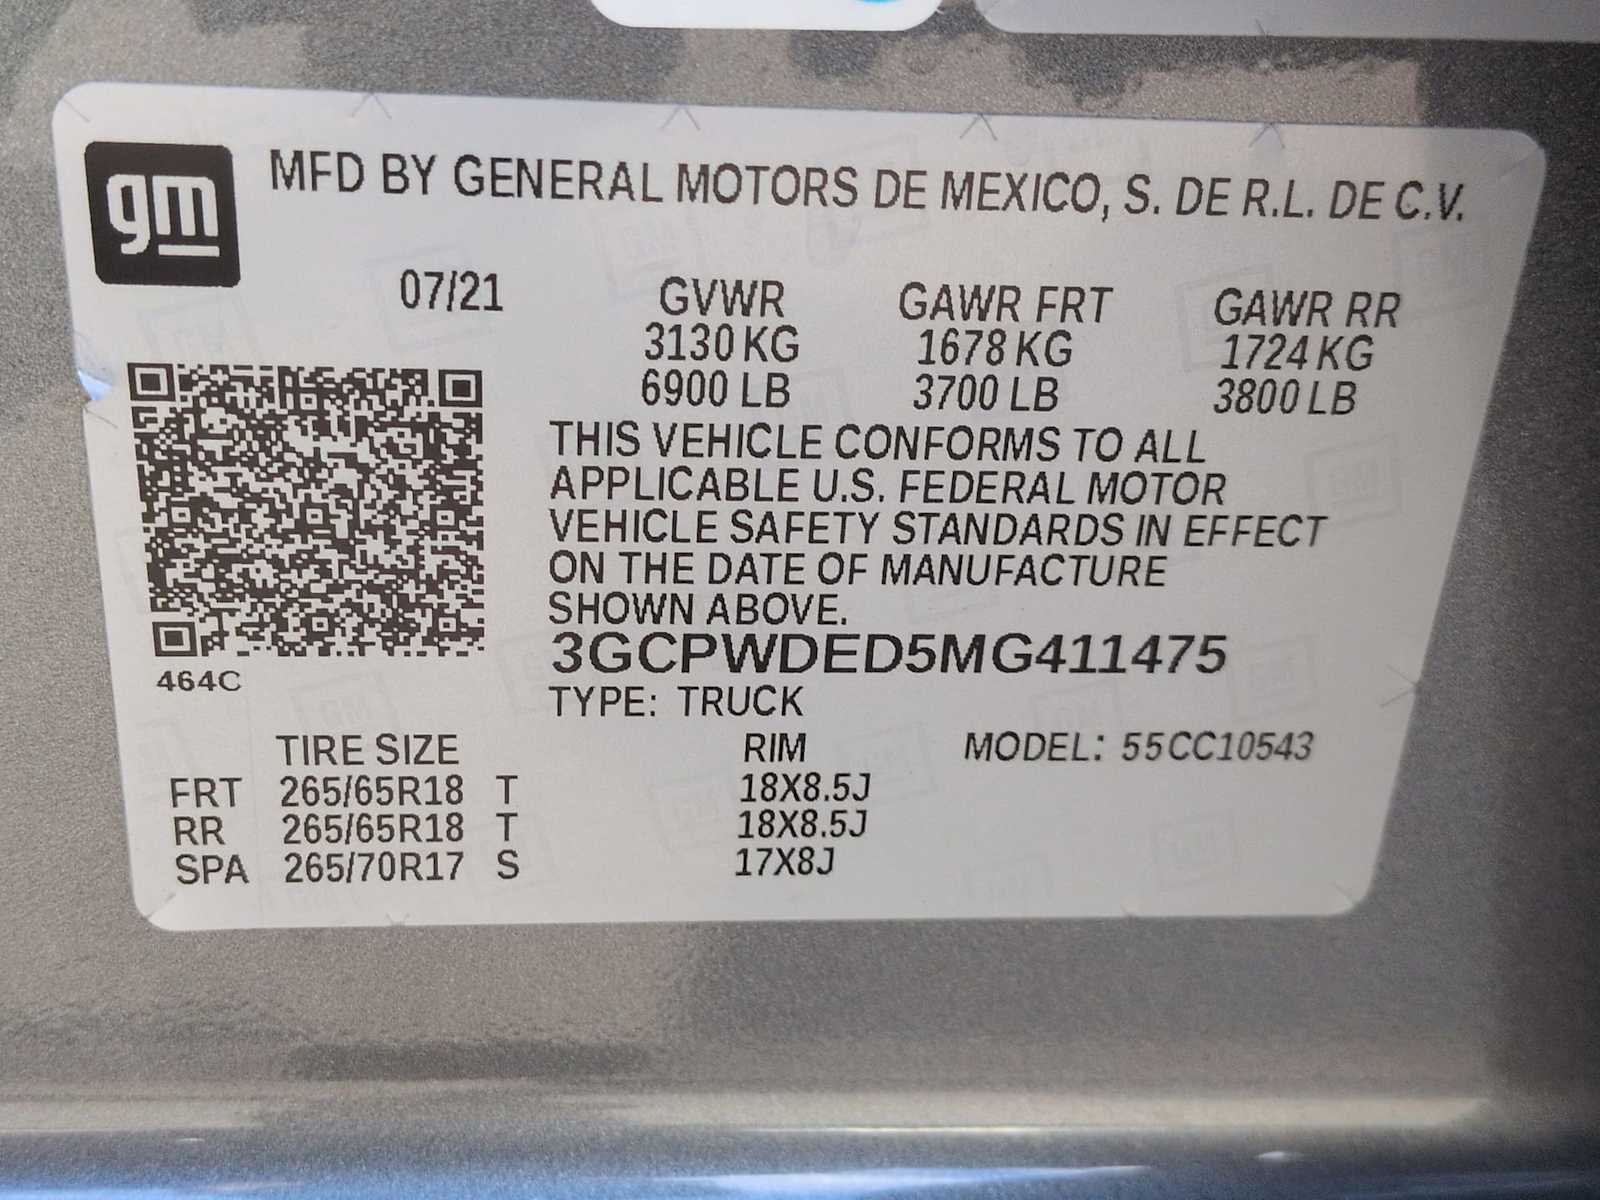 gm
MFD BY GENERAL MOTORS DE MEXICO, S. DE R.L. DE C.V.
07/21 GVWR GAWR FRT GAWR RR
3130 KG 1678 KG 1724 KG
6900 LB 3700 LB 3800 LB
THIS VEHICLE CONFORMS TO ALL
APPLICABLE U.S. FEDERAL MOTOR
VEHICLE SAFETY STANDARDS IN EFFECT
ON THE DATE OF MANUFACTURE
SHOWN ABOVE.
3GCPWDED5MG411475
464C
TYPE: TRUCK
TIRE SIZE RIM MODEL: 55CC10543
FRT 265/65R18 T 18X8.5J
RR 265/65R18 T 18X8.5J
SPA 265/70R17 S 17X8J